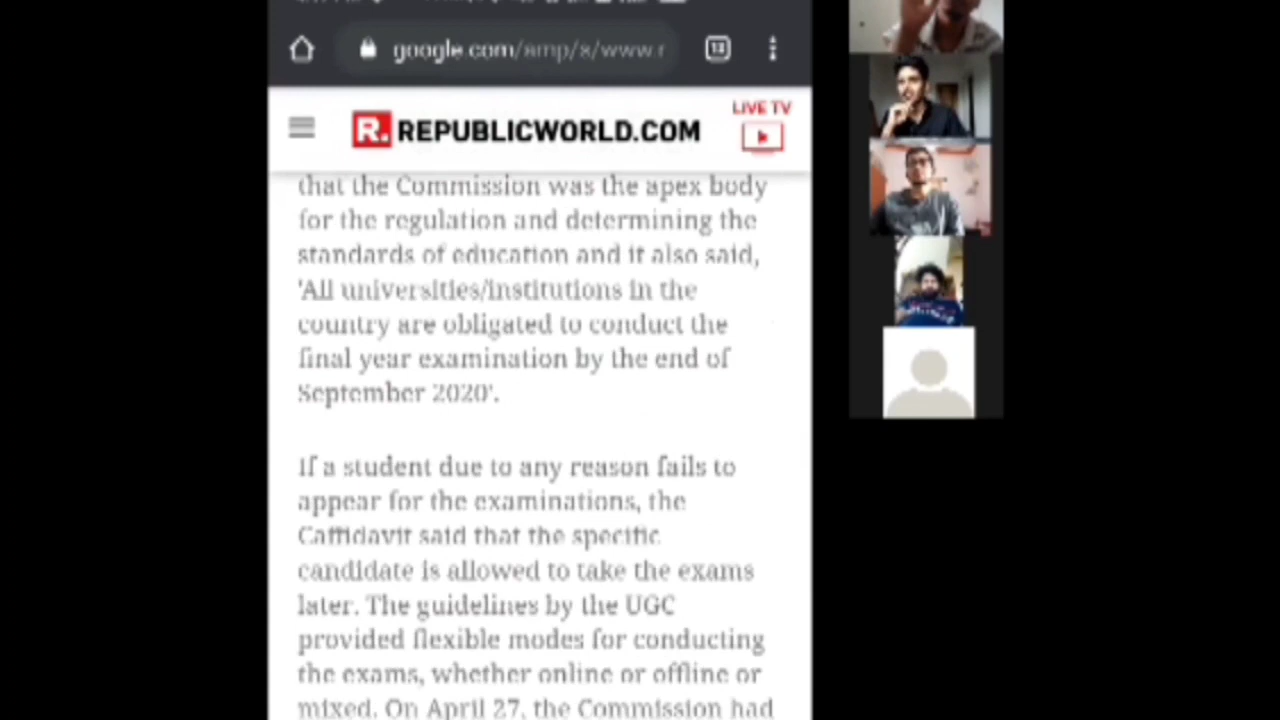 google.com/amp/s/www.r
13
R. REPUBLICWORLD.COM
LIVE TV
that the Commission was the apex body
for the regulation and determining the
standards of education and it also said,
'All universities/institutions in the
country are obligated to conduct the
final year examination by the end of
September 2020'.
If a student due to any reason fails to
appear for the examinations, the
Caffidavit said that the specific
candidate is allowed to take the exams
later. The guidelines by the UGC
provided flexible modes for conducting
the exams, whether online or offline or
mixed. On April 27, the Commission had